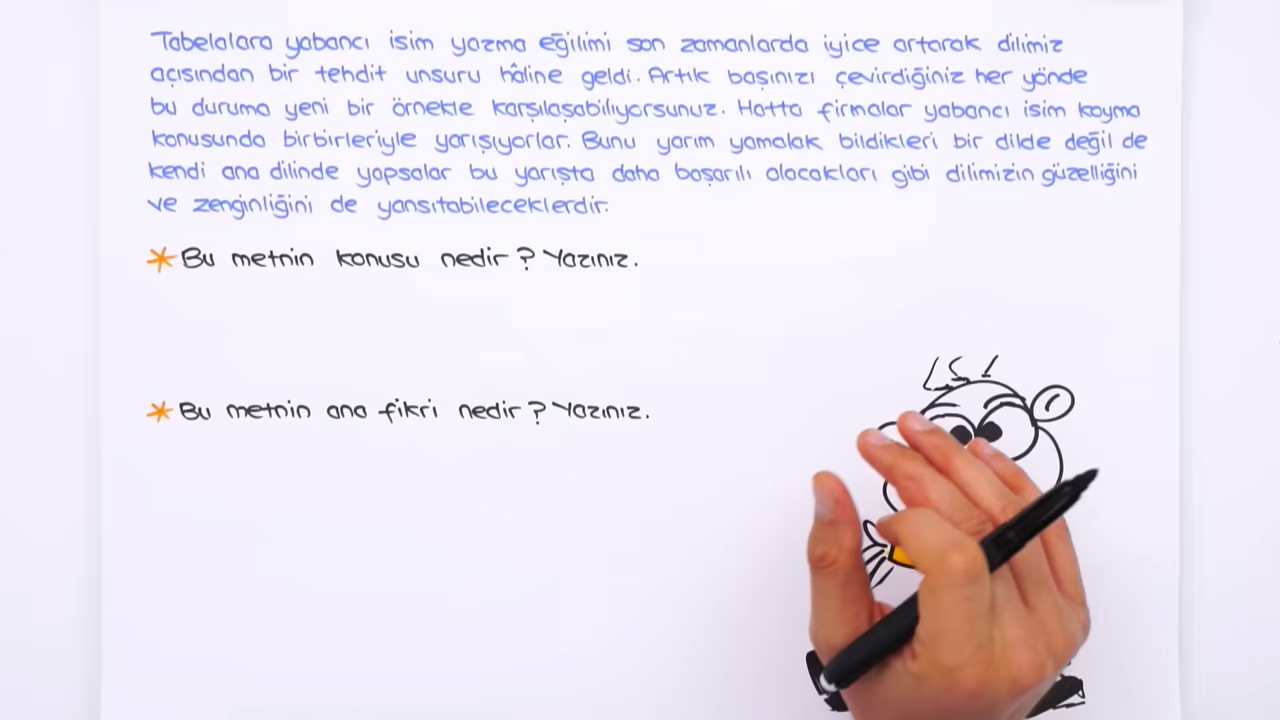 Tabelalara yabancı isim yazma eğilimi son zamanlarda iyice artarak dilimiz
açısından bir tehdit unsuru hâline geldi. Artık başınızı çevirdiğiniz her yönde
bu duruma yeni bir örnekle karşılaşabiliyorsunuz. Hatta firmalar yabancı isim koyma
konusunda birbirleriyle yarışıyorlar. Bunu yarım yamalak bildikleri bir dilde değil de
kendi ana dilinde yapsalar bu yarışta daha başarılı olacakları gibi dilimizin güzelliğini
ve zenginliğini de yansıtabileceklerdir.
* Bu metnin konusu nedir? Yazınız.
* Bu metnin ana fikri nedir? Yazınız.